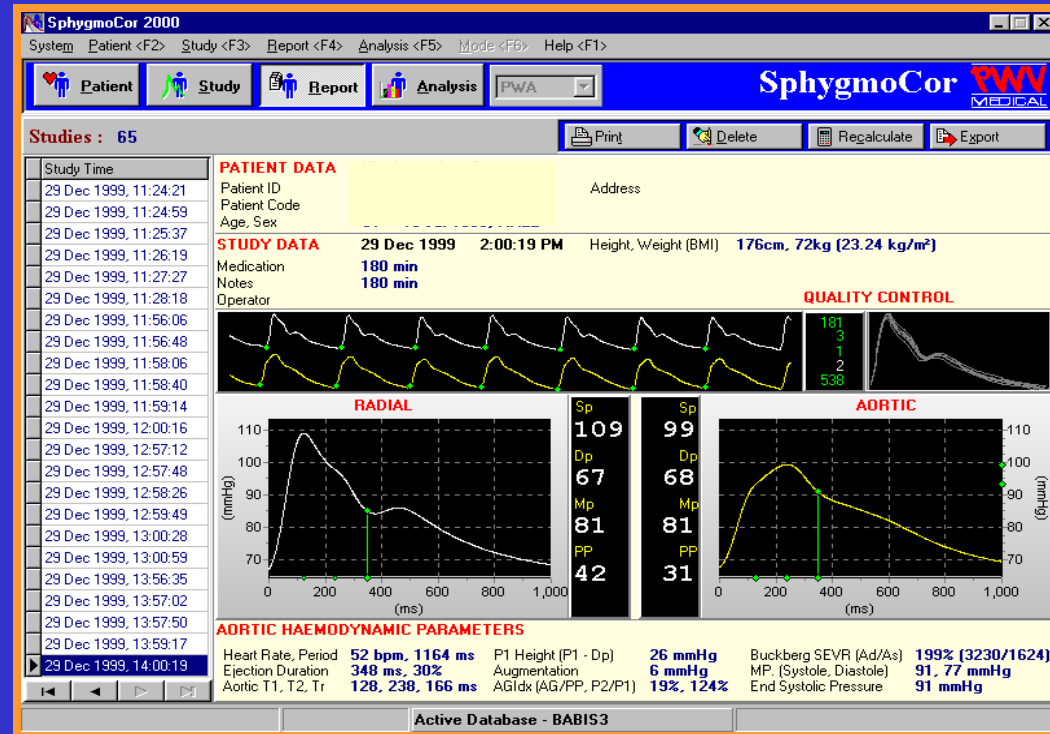 SphygmoCor 2000
System Patient <F2> Study <F3> Report <F4> Analysis <F5> Mode <F6> Help <F1>
Patient Study Report Analysis PWA SphygmoCor PWV MEDICAL
Studies : 65 Print Delete Recalculate Export
Study Time
29 Dec 1999, 11:24:21
29 Dec 1999, 11:24:59
29 Dec 1999, 11:25:37
29 Dec 1999, 11:26:19
29 Dec 1999, 11:27:27
29 Dec 1999, 11:28:18
29 Dec 1999, 11:56:06
29 Dec 1999, 11:56:48
29 Dec 1999, 11:58:06
29 Dec 1999, 11:58:40
29 Dec 1999, 11:59:14
29 Dec 1999, 12:00:16
29 Dec 1999, 12:57:12
29 Dec 1999, 12:57:48
29 Dec 1999, 12:58:26
29 Dec 1999, 12:59:49
29 Dec 1999, 13:00:28
29 Dec 1999, 13:00:59
29 Dec 1999, 13:56:35
29 Dec 1999, 13:57:02
29 Dec 1999, 13:57:50
29 Dec 1999, 13:59:17
29 Dec 1999, 14:00:19
PATIENT DATA
Patient ID Address
Patient Code
Age, Sex
STUDY DATA 29 Dec 1999 2:00:19 PM Height, Weight (BMI) 176cm, 72kg (23.24 kg/m²)
Medication 180 min
Notes 180 min
Operator QUALITY CONTROL
181
3
1
2
538
RADIAL
110
100
90
80
70
(mmHg)
0 200 400 600 800 1,000
(ms)
Sp
109
Dp
67
Mp
81
PP
42
Sp
99
Dp
68
Mp
81
PP
31
AORTIC
110
100
90
80
70
(mmHg)
0 200 400 600 800 1,000
(ms)
AORTIC HAEMODYNAMIC PARAMETERS
Heart Rate, Period 52 bpm, 1164 ms P1 Height (P1 - Dp) 26 mmHg Buckberg SEVR (Ad/As) 199% (3230/1624)
Ejection Duration 348 ms, 30% Augmentation 6 mmHg MP. (Systole, Diastole) 91, 77 mmHg
Aortic T1, T2, Tr 128, 238, 166 ms AGIdx (AG/PP, P2/P1) 19%, 124% End Systolic Pressure 91 mmHg
Active Database - BABIS3